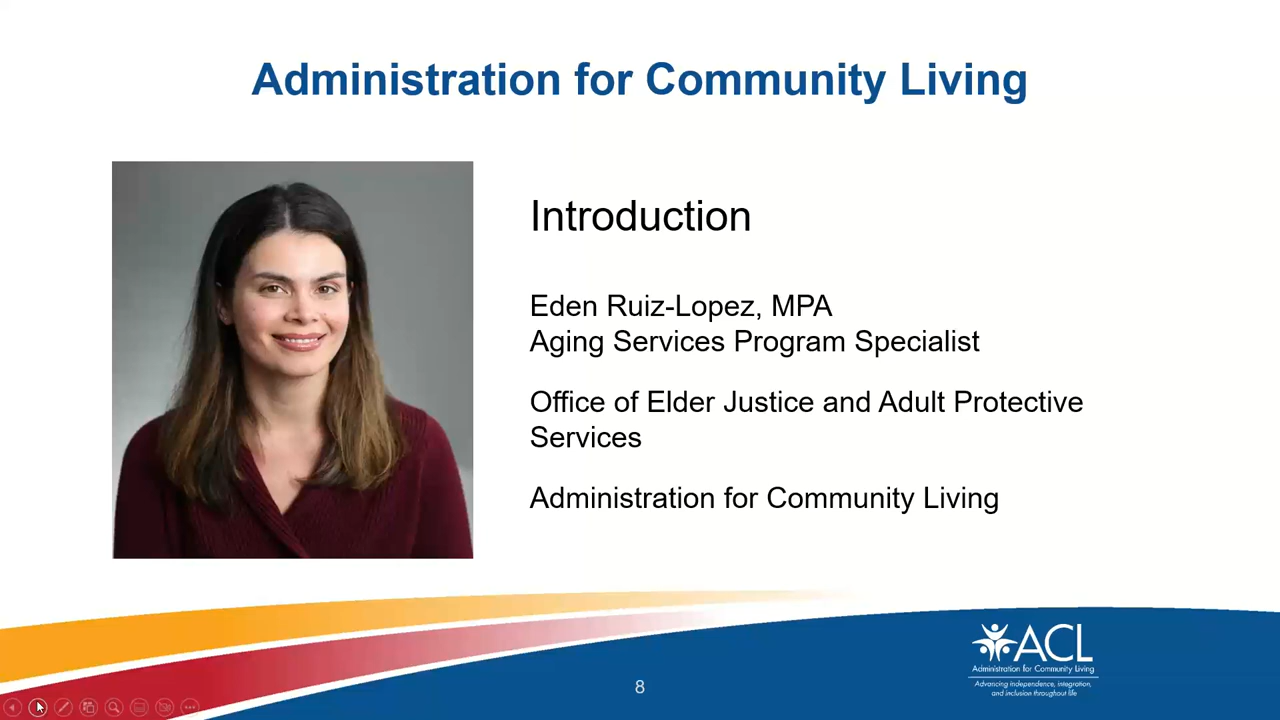 Administration for Community Living
Introduction
Eden Ruiz-Lopez, MPA
Aging Services Program Specialist
Office of Elder Justice and Adult Protective
Services
Administration for Community Living
ACL
Administration for Community Living
Advancing independence, integration,
and inclusion throughout life
8